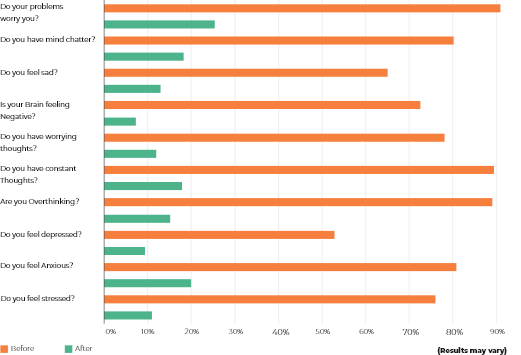 Do your problems
worry you?
Do you have mind chatter?
Do you feel sad?
Is your Brain feeling
Negative?
Do you have worrying
thoughts?
Do you have constant
Thoughts?
Are you Overthinking?
Do you feel depressed?
Do you feel Anxious?
Do you feel stressed?
0% 10% 20% 30% 40% 50% 60% 70% 80% 90%
Before After
(Results may vary)